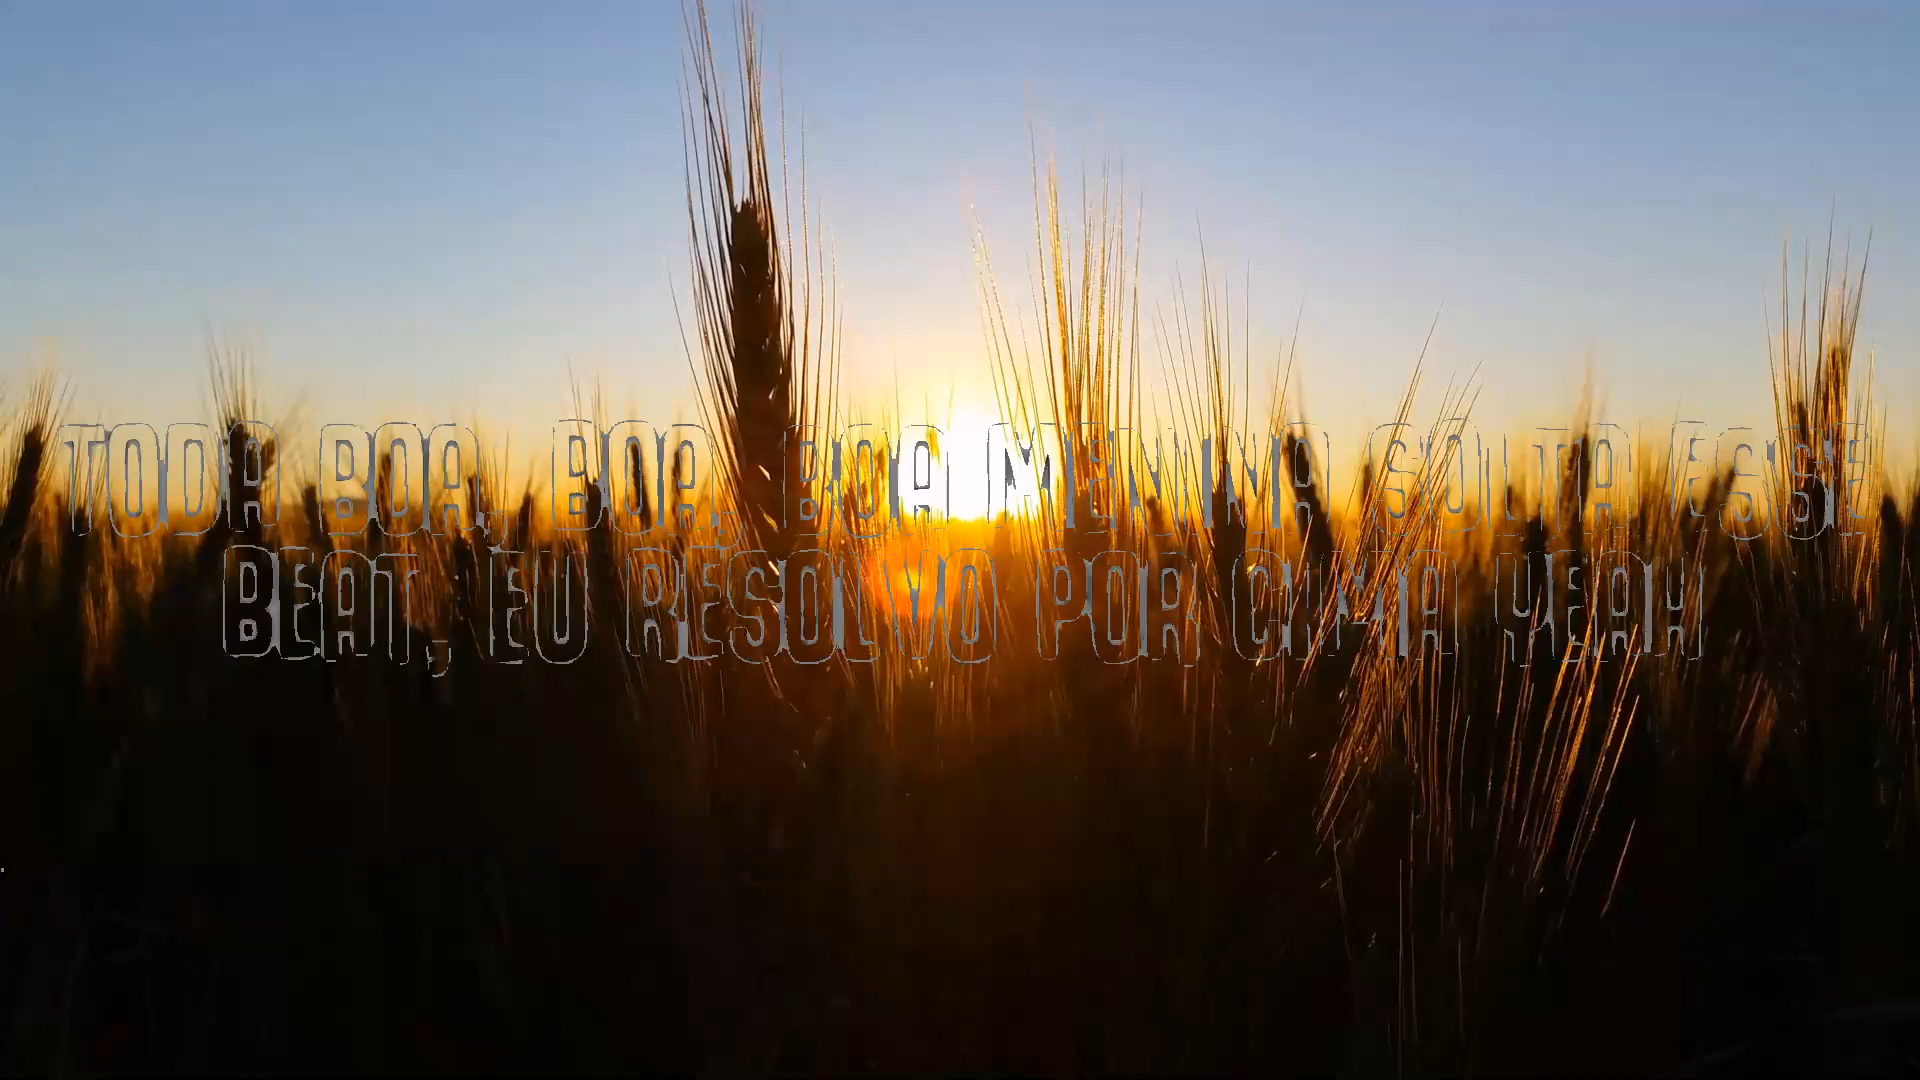 TODA BOA, BOA, BOA MENINA SOLTA ESSE
BEAT, EU RESOLVO POR CIMA YEAH